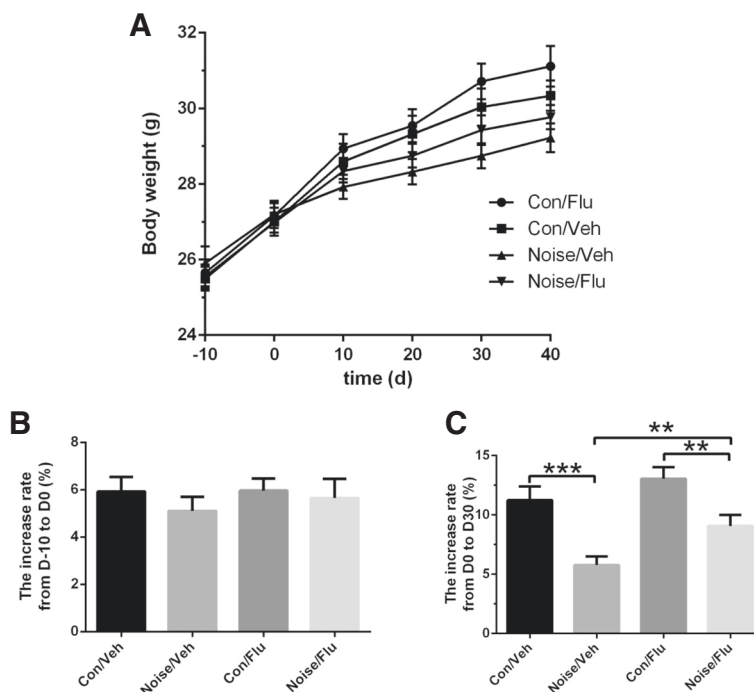 A
Body weight (g)
32
30
28
26
24
-10 0 10 20 30 40
time (d)
Con/Flu
Con/Veh
Noise/Veh
Noise/Flu
B
The increase rate
from D-10 to D0 (%)
8
6
4
2
0
Con/Veh Noise/Veh Con/Flu Noise/Flu
C
The increase rate
from D0 to D30 (%)
15
10
5
0
**
*** **
Con/Veh Noise/Veh Con/Flu Noise/Flu